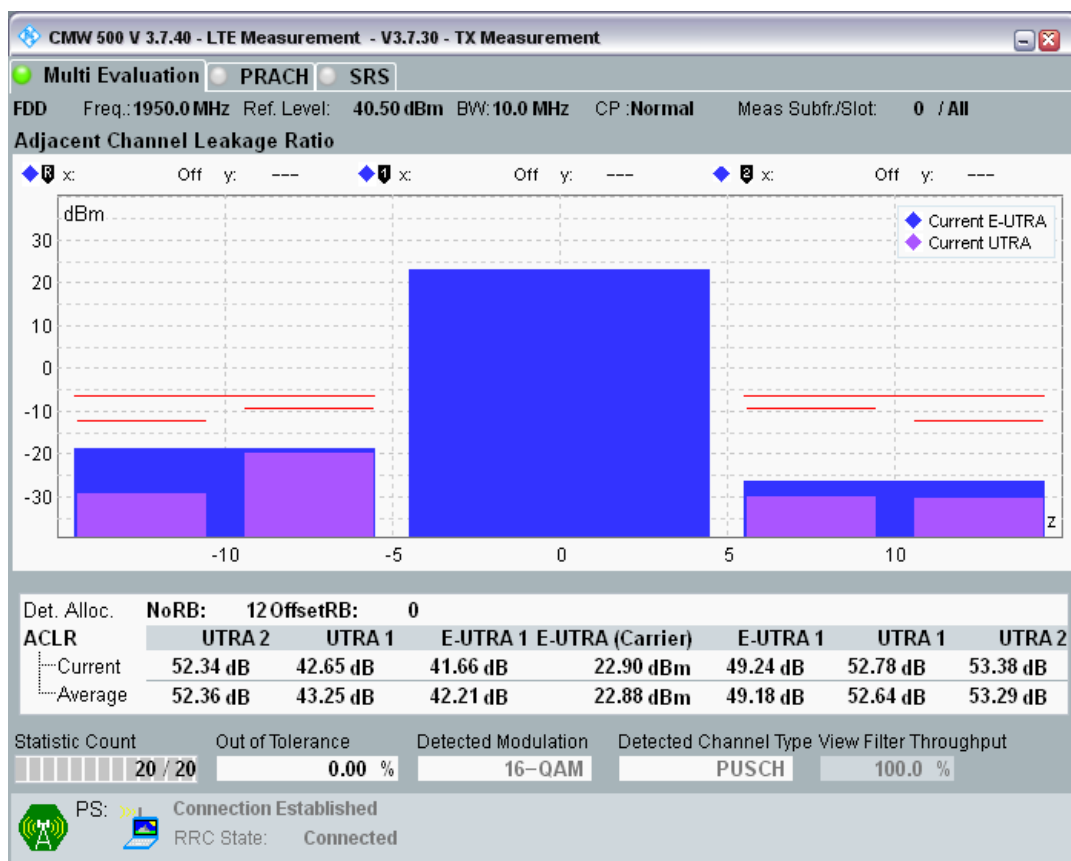 CMW 500 V 3.7.40 - LTE Measurement - V3.7.30 - TX Measurement
Multi Evaluation PRACH SRS
FDD Freq.: 1950.0 MHz Ref. Level: 40.50 dBm BW: 10.0 MHz CP : Normal Meas Subfr./Slot: 0 / All
Adjacent Channel Leakage Ratio
R x: Off y: --- 1 x: Off y: --- 2 x: Off y: ---
dBm
Current E-UTRA
Current UTRA
30
20
10
0
-10
-20
-30
z
-10 -5 0 5 10
Det. Alloc. NoRB: 12 OffsetRB: 0
ACLR UTRA 2 UTRA 1 E-UTRA 1 E-UTRA (Carrier) E-UTRA 1 UTRA 1 UTRA 2
Current 52.34 dB 42.65 dB 41.66 dB 22.90 dBm 49.24 dB 52.78 dB 53.38 dB
Average 52.36 dB 43.25 dB 42.21 dB 22.88 dBm 49.18 dB 52.64 dB 53.29 dB
Statistic Count Out of Tolerance Detected Modulation Detected Channel Type View Filter Throughput
20 / 20 0.00 % 16-QAM PUSCH 100.0 %
PS: Connection Established
RRC State: Connected